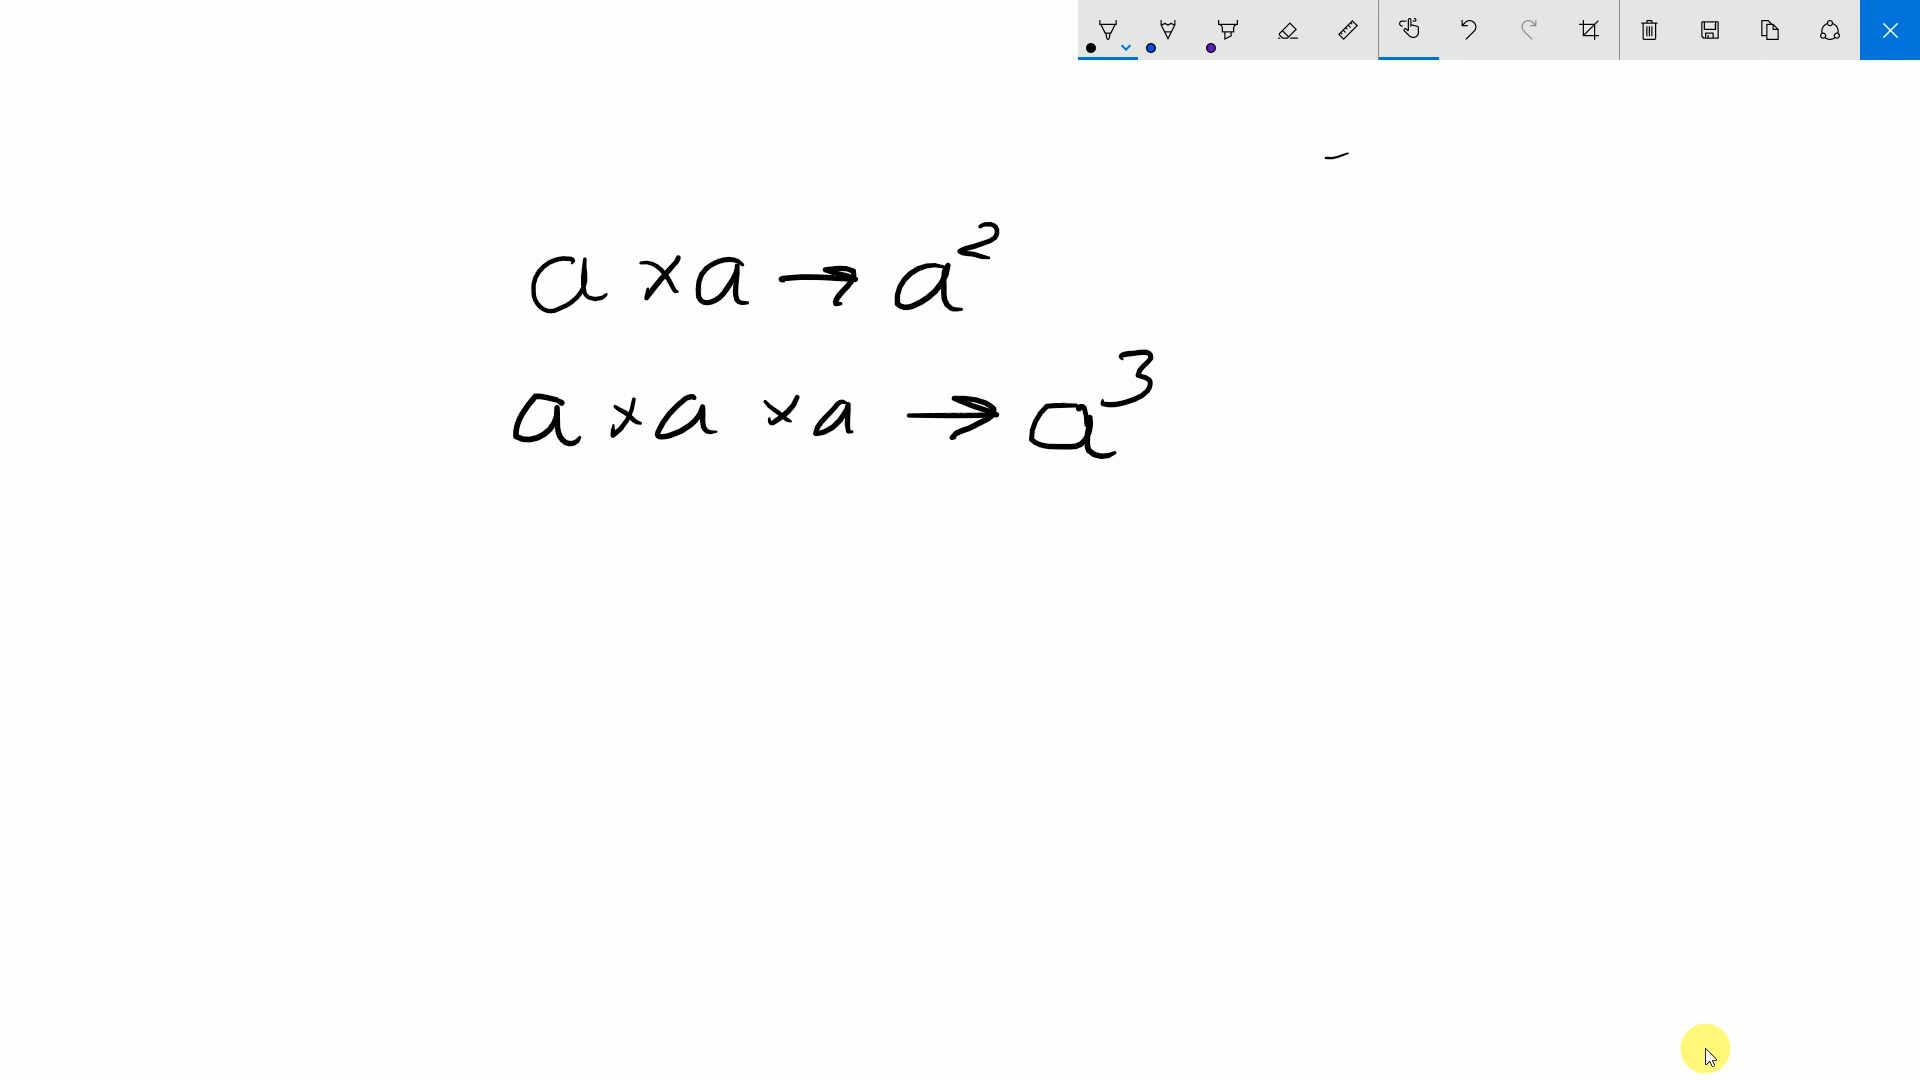 a × a → a²
a × a × a → a³